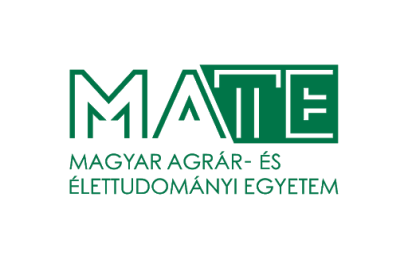 MATE
MAGYAR AGRÁR- ÉS
ÉLETTUDOMÁNYI EGYETEM